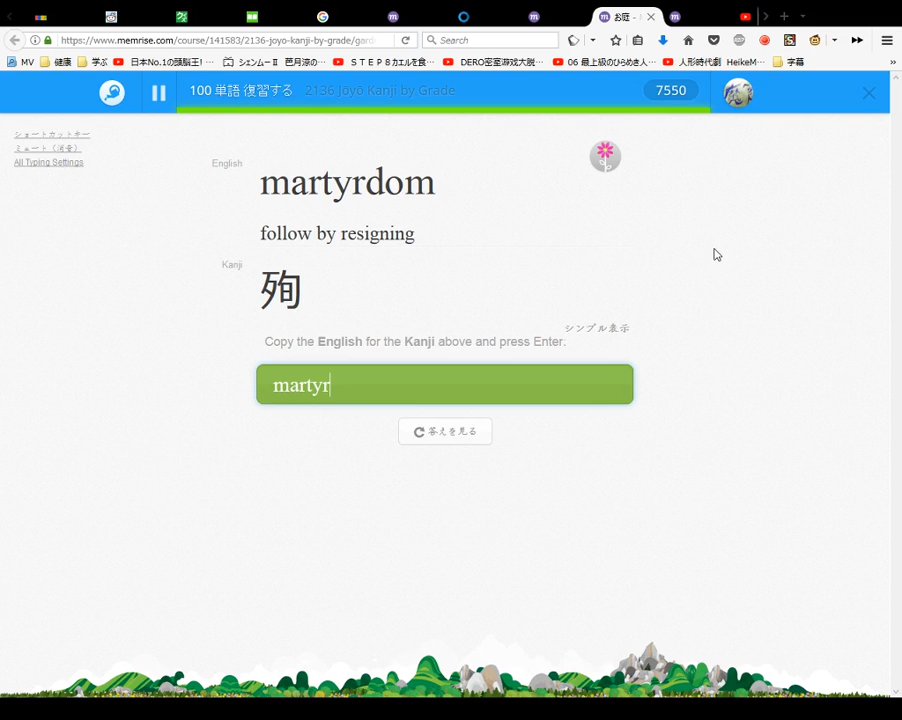 お庭 -
https://www.memrise.com/course/141583/2136-joyo-kanji-by-grade/gard
Search
MV
健康
学ぶ
日本No.1の頭脳王! ···
シェンムーⅡ 芭月涼の···
ＳＴＥＰ８カエルを食···
DERO密室游戏大脱···
06 最上級のひらめき人···
人形時代劇 HeikeM···
字幕
100 単語 復習する 2136 Jōyō Kanji by Grade
7550
ショートカットキー
ミュート（消音）
All Typing Settings
English
martyrdom
follow by resigning
Kanji
殉
シンプル表示
Copy the English for the Kanji above and press Enter:
martyr
答えを見る